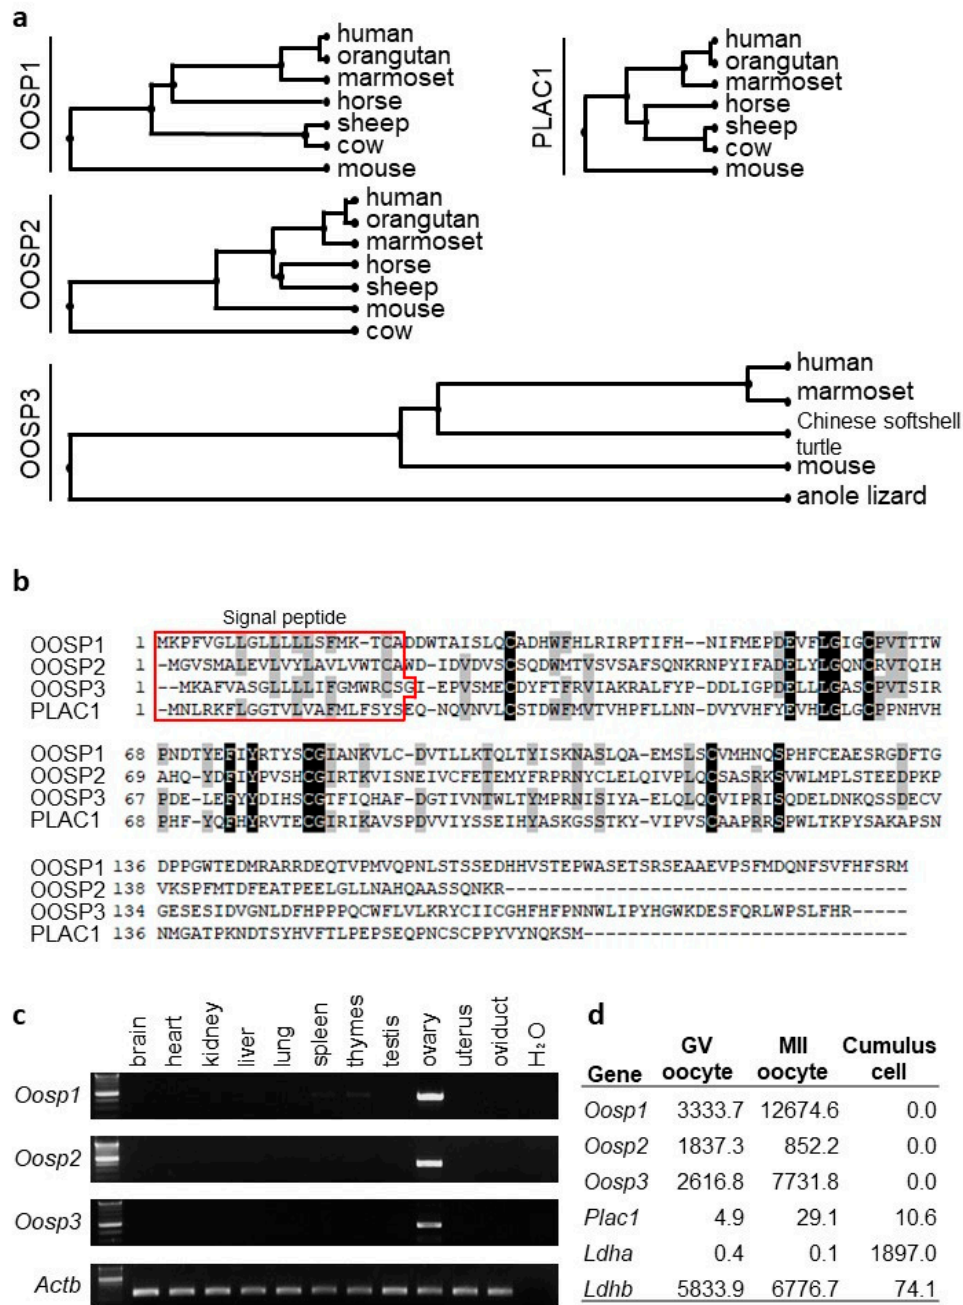 a
OOSP1
human
orangutan
marmoset
horse
sheep
cow
mouse
PLAC1
human
orangutan
marmoset
horse
sheep
cow
mouse
OOSP2
human
orangutan
marmoset
horse
sheep
mouse
cow
OOSP3
human
marmoset
Chinese softshell
turtle
mouse
anole lizard
b
Signal peptide
OOSP1 1 MKPFVGLLGLLLLLSFMK-TCADDWTAISLQCADHWFHLRIRPTIFH--NIFMEPDEVFLGIGCPVTTTW
OOSP2 1 -MGVSMALEVLVYLAVLVWTCAWD-IDVDVSCSQDWMTVSVSAFSQNKRNPYIFADELYLGQNCRVTQIH
OOSP3 1 --MKAFVASGLLLLIFGMWRCSGI-EPVSMECDYFTFRVIAKRALFYP-DDLIGPDELLLGASCPVTSIR
PLAC1 1 -MNLRKFLGGTVLVAFMLFSYSEQ-NQVNVLCSTDWFMVTVHPFLLNN-DVYVHFYEVHLGLGCPPNHVH
OOSP1 68 PNDTYEFIYRTYSCGIANKVLC-DVTLLKTQLTYISKNASLQA-EMSLSCVMHNQSPHFCEAESRGDFTG
OOSP2 69 AHQ-YDFIYPVSHCGIRTKVISNEIVCFETEMYFRPRNYCLELQIVPLQCSASRKSVWLMPLSTEEDPKP
OOSP3 67 PDE-LEFYYDIHSCGTFIQHAF-DGTIVNTWLTYMPRNISIYA-ELQLQCVIPRISQDELDNKQSSDECV
PLAC1 68 PHF-YQFHYRVTECGIRIKAVSPDVVIYSSEIHYASKGSSTKY-VIPVSCAAPRRSPWLTKPYSAKAPSN
OOSP1 136 DPPGWTEDMRARRDEQTVPMVQPNLSTSSEDHHVSTEPWASETSRSEAAEVPSFMDQNFSVFHFSRM
OOSP2 138 VKSPFMTDFEATPEELGLLNAHQAASSQNKR------------------------------------
OOSP3 134 GESESIDVGNLDFHPPPQCWFLVLKRYCIICGHFHFPNNWLIPYHGWKDESFQRLWPSLFHR-----
PLAC1 136 NMGATPKNDTSYHVFTLPEPSEQPNCSCPPYVYNQKSM-----------------------------
c
brain heart kidney liver lung spleen thymes testis ovary uterus oviduct H₂O
Oosp1
Oosp2
Oosp3
Actb
d
Gene GV oocyte MII oocyte Cumulus cell
Oosp1 3333.7 12674.6 0.0
Oosp2 1837.3 852.2 0.0
Oosp3 2616.8 7731.8 0.0
Plac1 4.9 29.1 10.6
Ldha 0.4 0.1 1897.0
Ldhb 5833.9 6776.7 74.1